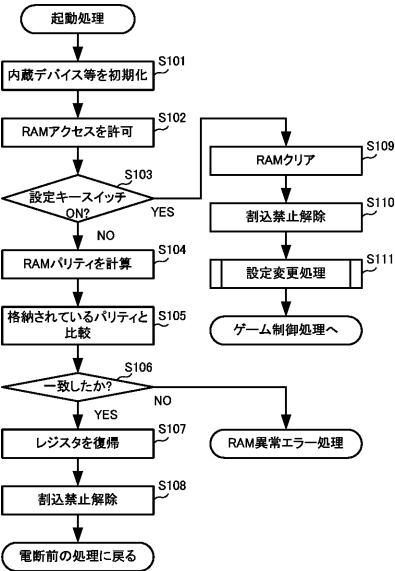 起動処理
S101
内蔵デバイス等を初期化
S102
RAMアクセスを許可
S103
設定キースイッチ
ON?
YES
NO
S104
RAMパリティを計算
S105
格納されているパリティと
比較
S106
一致したか?
NO
YES
S107
レジスタを復帰
S108
割込禁止解除
電断前の処理に戻る
S109
RAMクリア
S110
割込禁止解除
S111
設定変更処理
ゲーム制御処理へ
RAM異常エラー処理